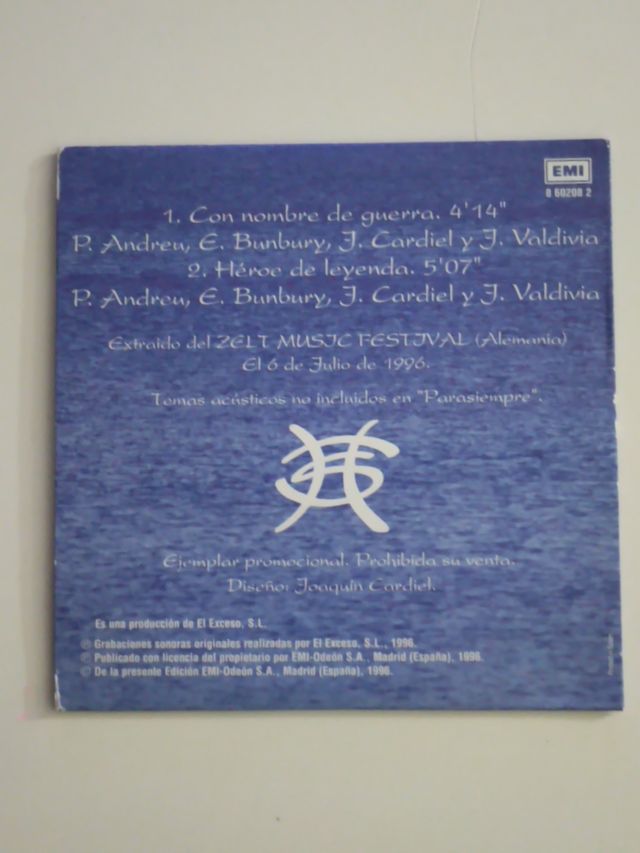 EMI
8 60208 2
1. Con nombre de guerra. 4'14"
P. Andreu, E. Bunbury, J. Cardiel y J. Valdivia
2. Héroe de leyenda. 5'07"
P. Andreu, E. Bunbury, J. Cardiel y J. Valdivia
Extraido del ZELT MUSIC FESTIVAL (Alemania)
El 6 de Julio de 1996.
Temas acústicos no incluidos en "Parasiempre".
Ejemplar promocional. Prohibida su venta.
Diseño: Joaquín Cardiel.
Es una producción de El Exceso, S.L.
℗ Grabaciones sonoras originales realizadas por El Exceso, S.L., 1996.
℗ Publicado con licencia del propietario por EMI-Odeón S.A., Madrid (España), 1996.
© De la presente Edición EMI-Odeón S.A., Madrid (España), 1996.